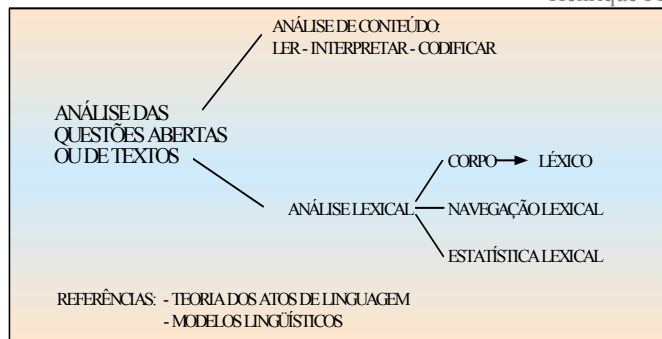 ANÁLISE DE CONTEÚDO:
LER - INTERPRETAR - CODIFICAR
ANÁLISE DAS
QUESTÕES ABERTAS
OU DE TEXTOS
CORPO LÉXICO
ANÁLISE LEXICAL NAVEGAÇÃO LEXICAL
ESTATÍSTICA LEXICAL
REFERÊNCIAS: - TEORIA DOS ATOS DE LINGUAGEM
- MODELOS LINGÜÍSTICOS